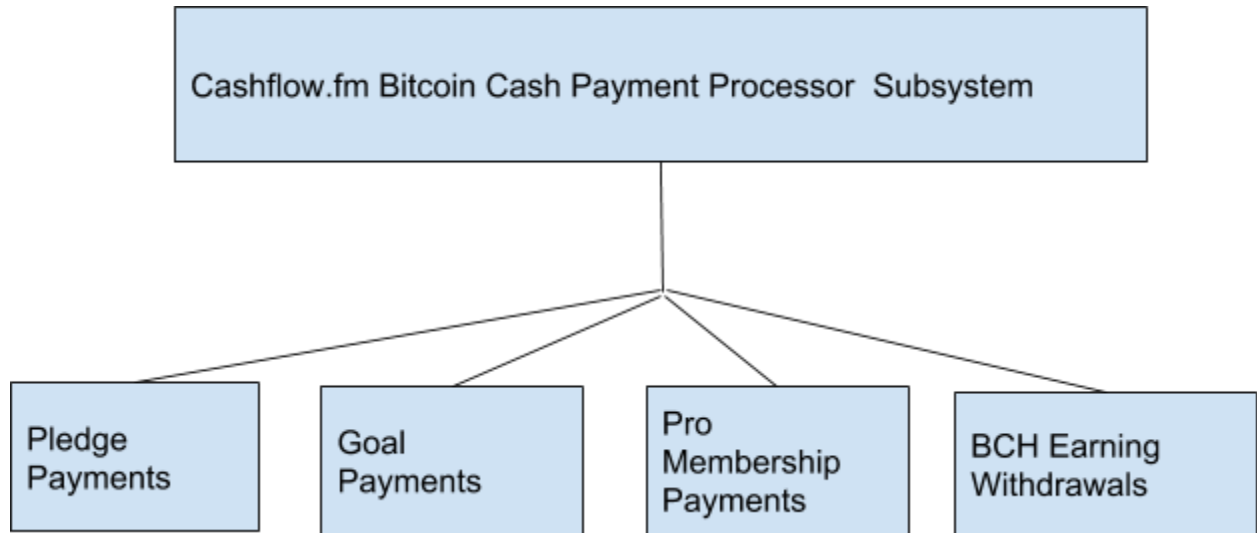 Cashflow.fm Bitcoin Cash Payment Processor  Subsystem
Pledge
Payments
Goal
Payments
Pro
Membership
Payments
BCH Earning
Withdrawals